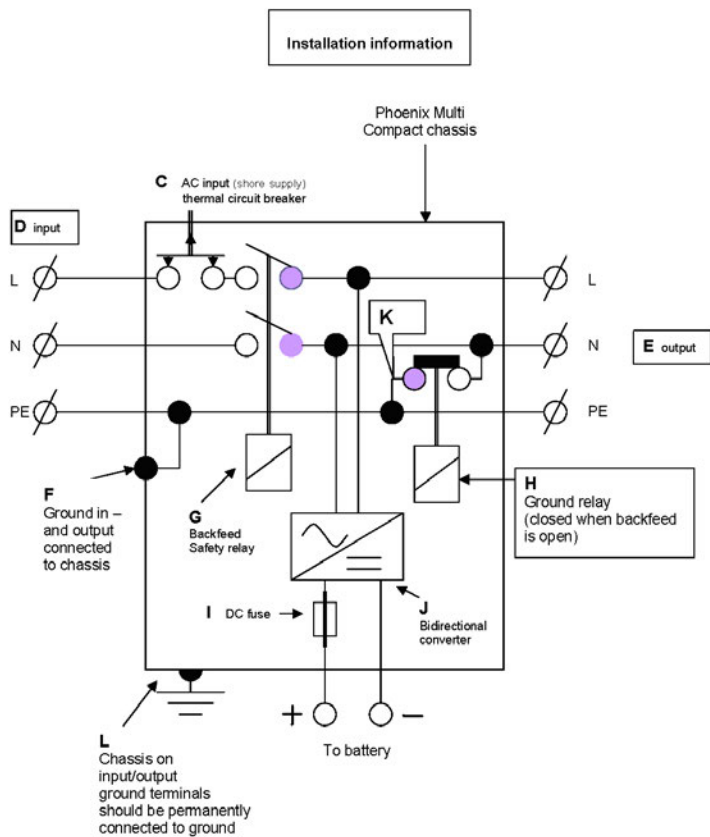 Installation information
Phoenix Multi
Compact chassis
C AC input (shore supply)
thermal circuit breaker
D input
L
L
K
N
N
E output
PE
PE
F
Ground in –
and output
connected
to chassis
G
Backfeed
Safety relay
H
Ground relay
(closed when backfeed
is open)
I DC fuse
J
Bidirectional
converter
+
–
To battery
L
Chassis on
input/output
ground terminals
should be permanently
connected to ground